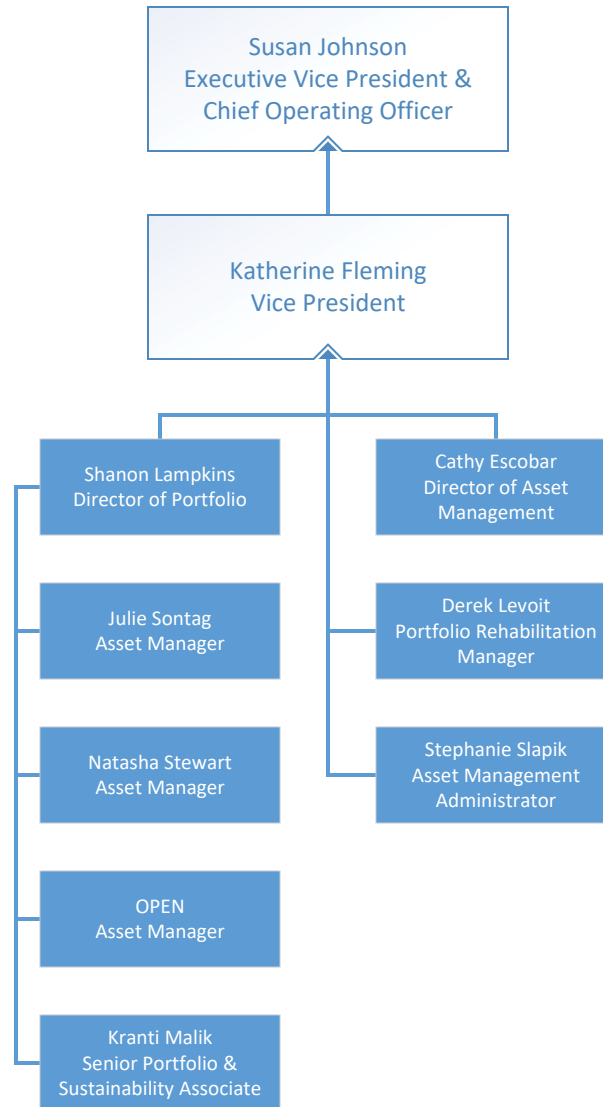 Susan Johnson
Executive Vice President &
Chief Operating Officer
Katherine Fleming
Vice President
Shanon Lampkins
Director of Portfolio
Cathy Escobar
Director of Asset
Management
Julie Sontag
Asset Manager
Derek Levoit
Portfolio Rehabilitation
Manager
Natasha Stewart
Asset Manager
Stephanie Slapik
Asset Management
Administrator
OPEN
Asset Manager
Kranti Malik
Senior Portfolio &
Sustainability Associate